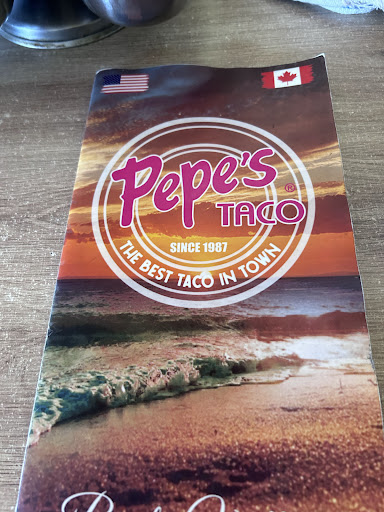 Pepe's ®
TACO
SINCE 1987
THE BEST TACO IN TOWN